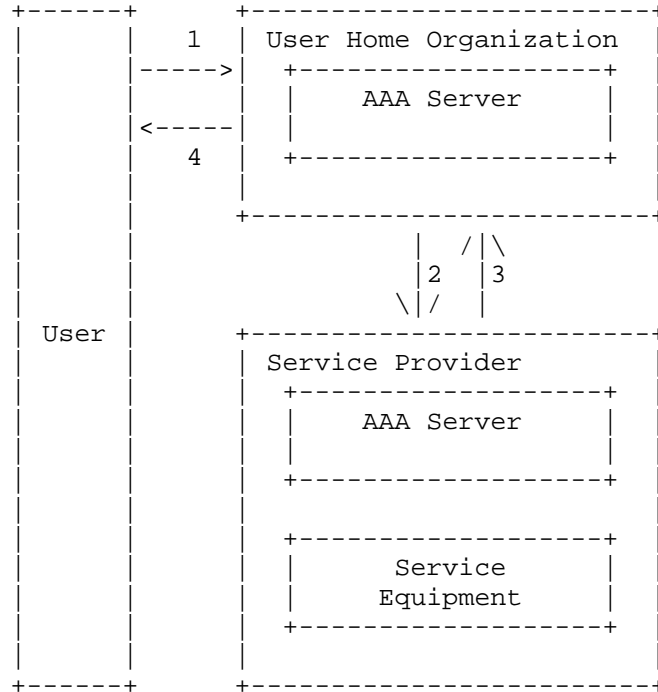 1
User Home Organization
AAA Server
4
2 3
User
Service Provider
AAA Server
Service
Equipment